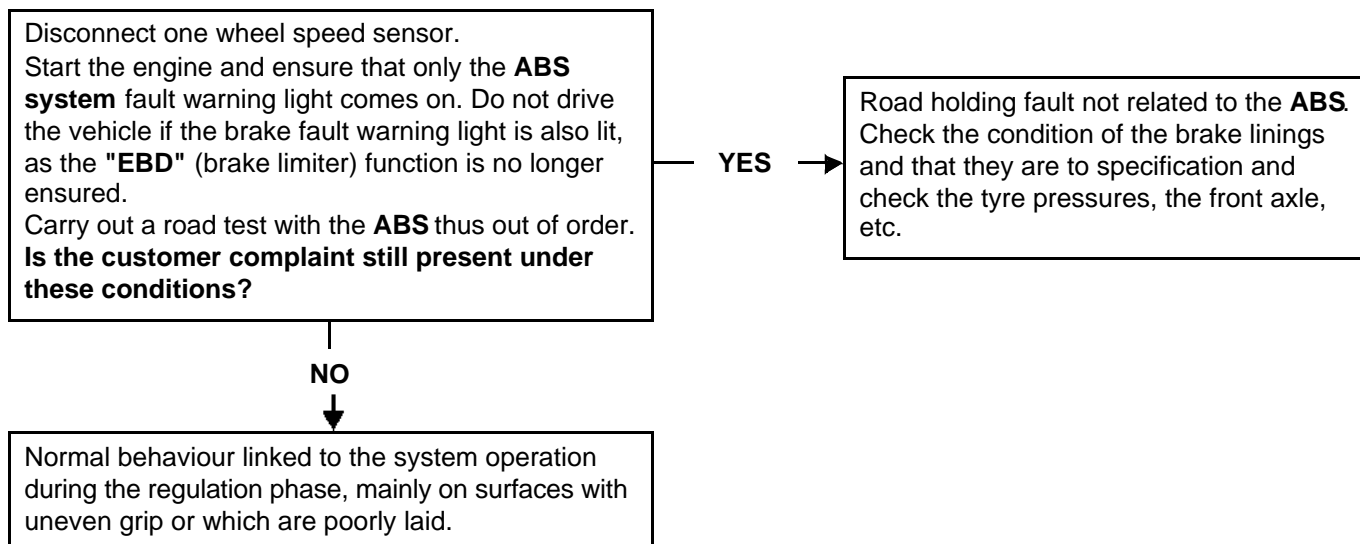 Disconnect one wheel speed sensor.
Start the engine and ensure that only the ABS
system fault warning light comes on. Do not drive
the vehicle if the brake fault warning light is also lit,
as the "EBD" (brake limiter) function is no longer
ensured.
Carry out a road test with the ABS thus out of order.
Is the customer complaint still present under
these conditions?
YES
Road holding fault not related to the ABS.
Check the condition of the brake linings
and that they are to specification and
check the tyre pressures, the front axle,
etc.
NO
Normal behaviour linked to the system operation
during the regulation phase, mainly on surfaces with
uneven grip or which are poorly laid.